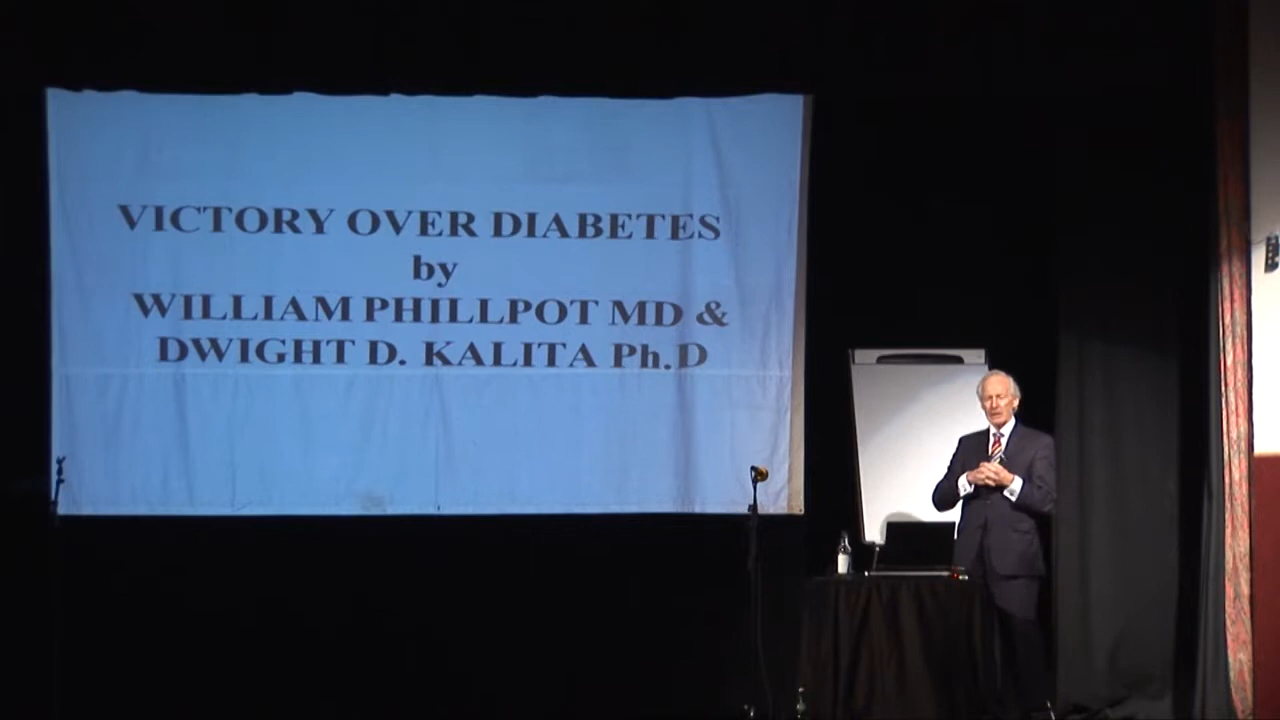 VICTORY OVER DIABETES
by
WILLIAM PHILLPOT MD &
DWIGHT D. KALITA Ph.D